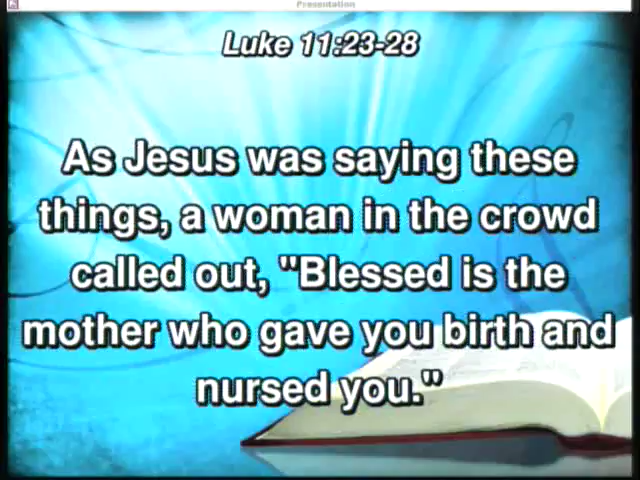 Presentation
Luke 11:23-28
As Jesus was saying these
things, a woman in the crowd
called out, "Blessed is the
mother who gave you birth and
nursed you."